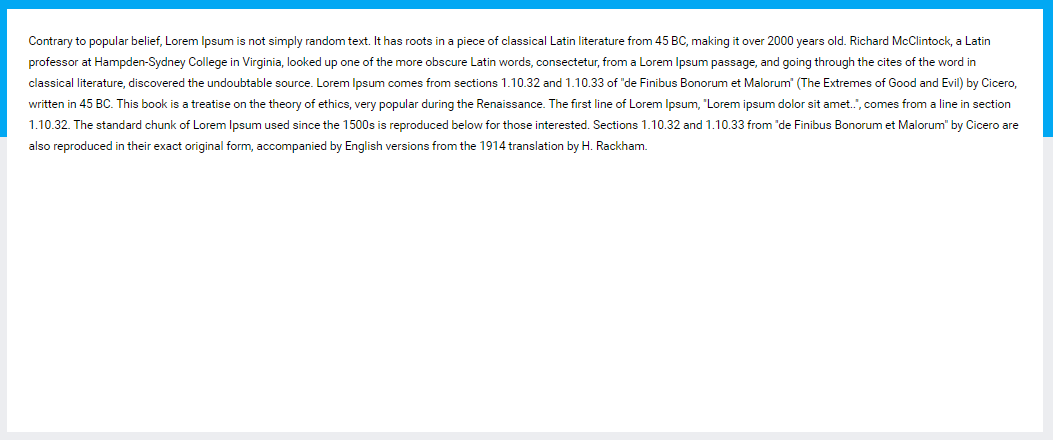 Contrary to popular belief, Lorem Ipsum is not simply random text. It has roots in a piece of classical Latin literature from 45 BC, making it over 2000 years old. Richard McClintock, a Latin
professor at Hampden-Sydney College in Virginia, looked up one of the more obscure Latin words, consectetur, from a Lorem Ipsum passage, and going through the cites of the word in
classical literature, discovered the undoubtable source. Lorem Ipsum comes from sections 1.10.32 and 1.10.33 of "de Finibus Bonorum et Malorum" (The Extremes of Good and Evil) by Cicero,
written in 45 BC. This book is a treatise on the theory of ethics, very popular during the Renaissance. The first line of Lorem Ipsum, "Lorem ipsum dolor sit amet..", comes from a line in section
1.10.32. The standard chunk of Lorem Ipsum used since the 1500s is reproduced below for those interested. Sections 1.10.32 and 1.10.33 from "de Finibus Bonorum et Malorum" by Cicero are
also reproduced in their exact original form, accompanied by English versions from the 1914 translation by H. Rackham.